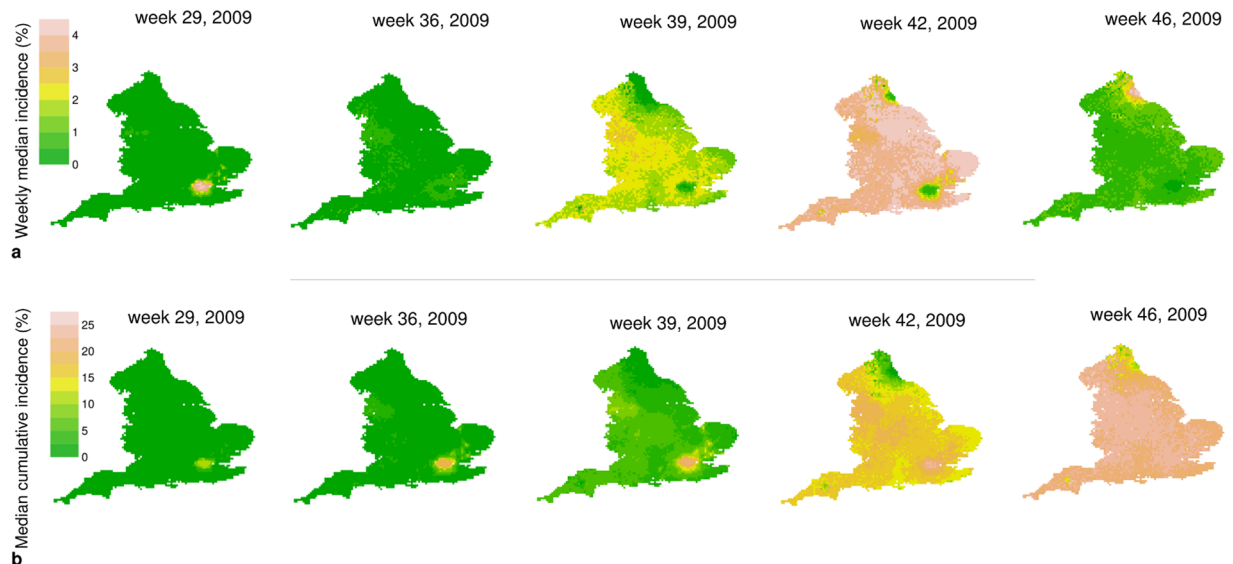 week 29, 2009
week 36, 2009
week 39, 2009
week 42, 2009
week 46, 2009
Weekly median incidence (%)
4
3
2
1
0
a
week 29, 2009
week 36, 2009
week 39, 2009
week 42, 2009
week 46, 2009
Median cumulative incidence (%)
25
20
15
10
5
0
b